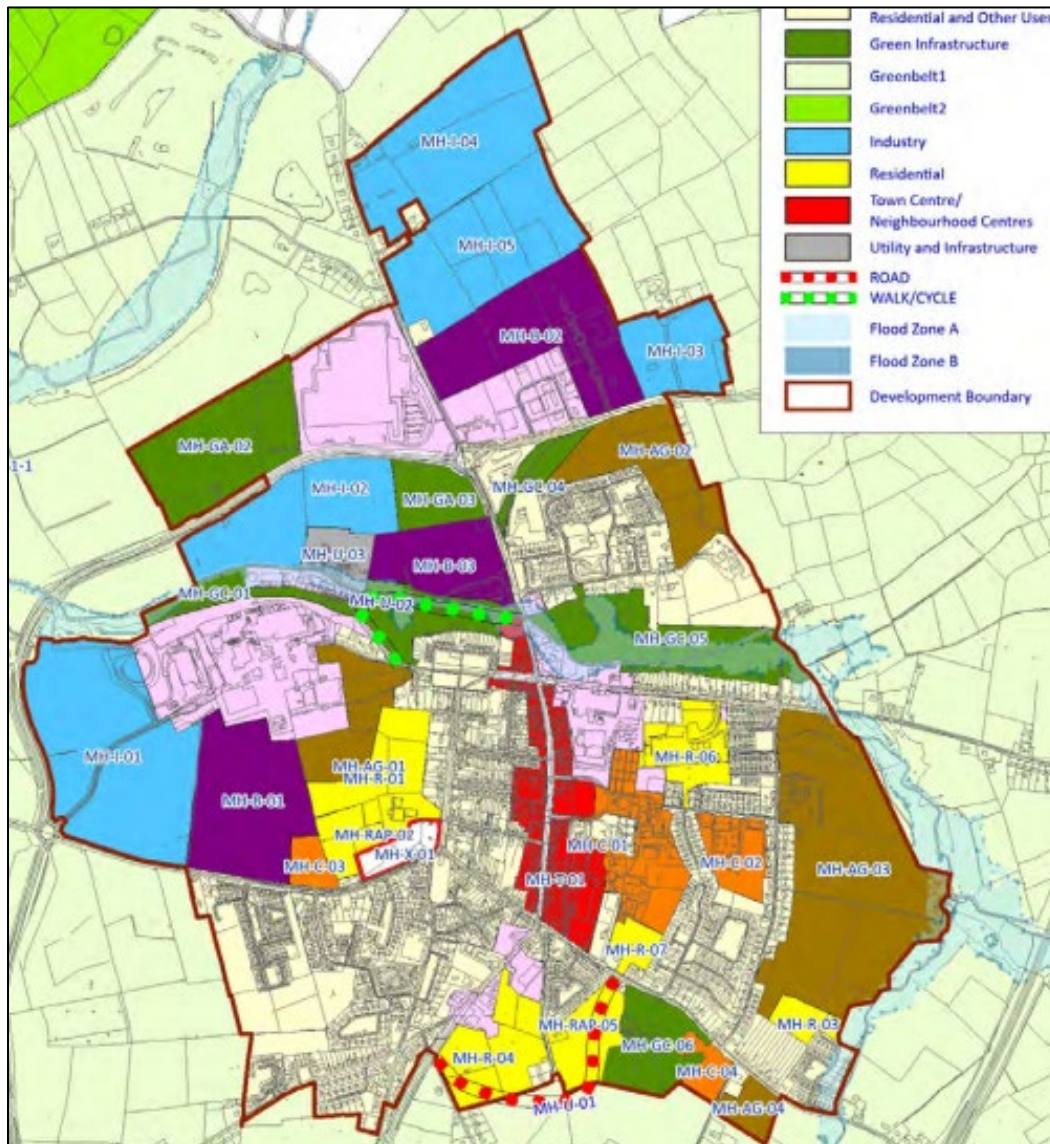 Residential and Other Uses
Green Infrastructure
Greenbelt1
Greenbelt2
Industry
Residential
Town Centre/
Neighbourhood Centres
Utility and Infrastructure
ROAD
WALK/CYCLE
Flood Zone A
Flood Zone B
Development Boundary
MH-I-04
MH-I-05
MH-B-02
MH-I-03
MH-GA-02
MH-AG-02
1-1
MH-I-02
MH-GC-04
MH-GA-03
MH-U-03
MH-B-03
MH-GC-01
MH-U-02
MH-GC-05
MH-I-01
MH-R-06
MH-AG-01
MH-R-01
MH-B-01
MH-RAP-02
MH-X-01
MH-C-03
MH-C-01
MH-C-02
MH-AG-03
MH-T-01
MH-R-07
MH-RAP-05
MH-R-03
MH-GC-06
MH-R-04
MH-C-04
MH-U-01
MH-AG-04